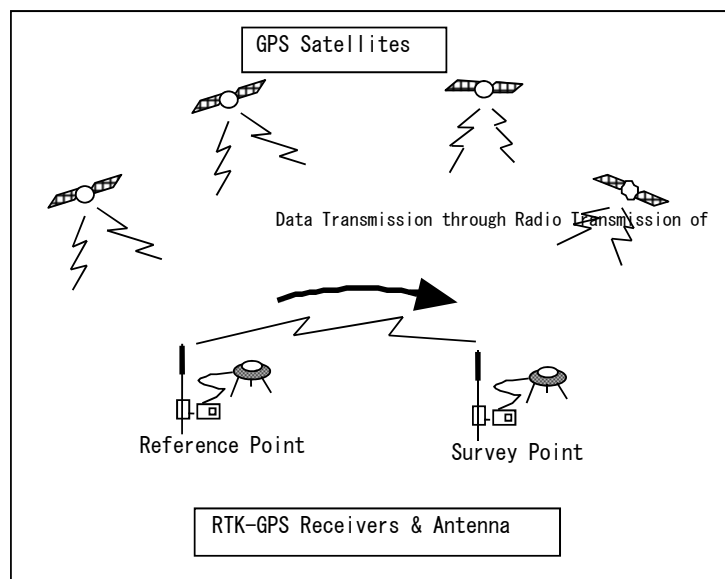 GPS Satellites
Data Transmission through Radio Transmission of
Reference Point
Survey Point
RTK-GPS Receivers & Antenna